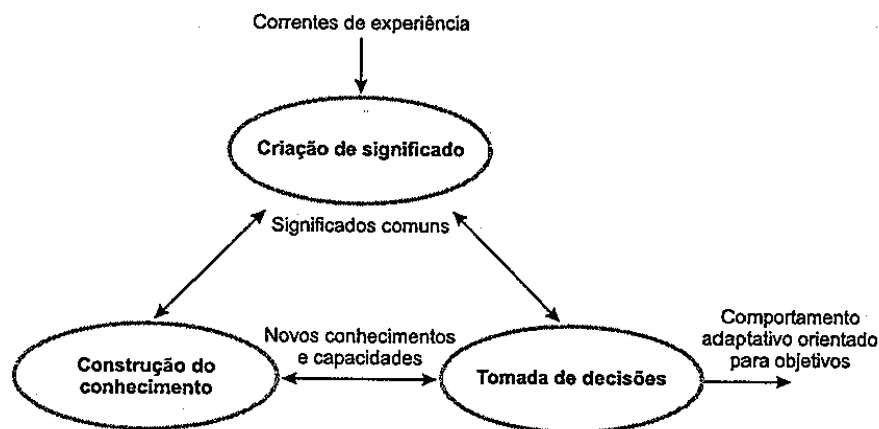 Correntes de experiência
Criação de significado
Significados comuns
Novos conhecimentos
e capacidades
Construção do
conhecimento
Tomada de decisões
Comportamento
adaptativo orientado
para objetivos